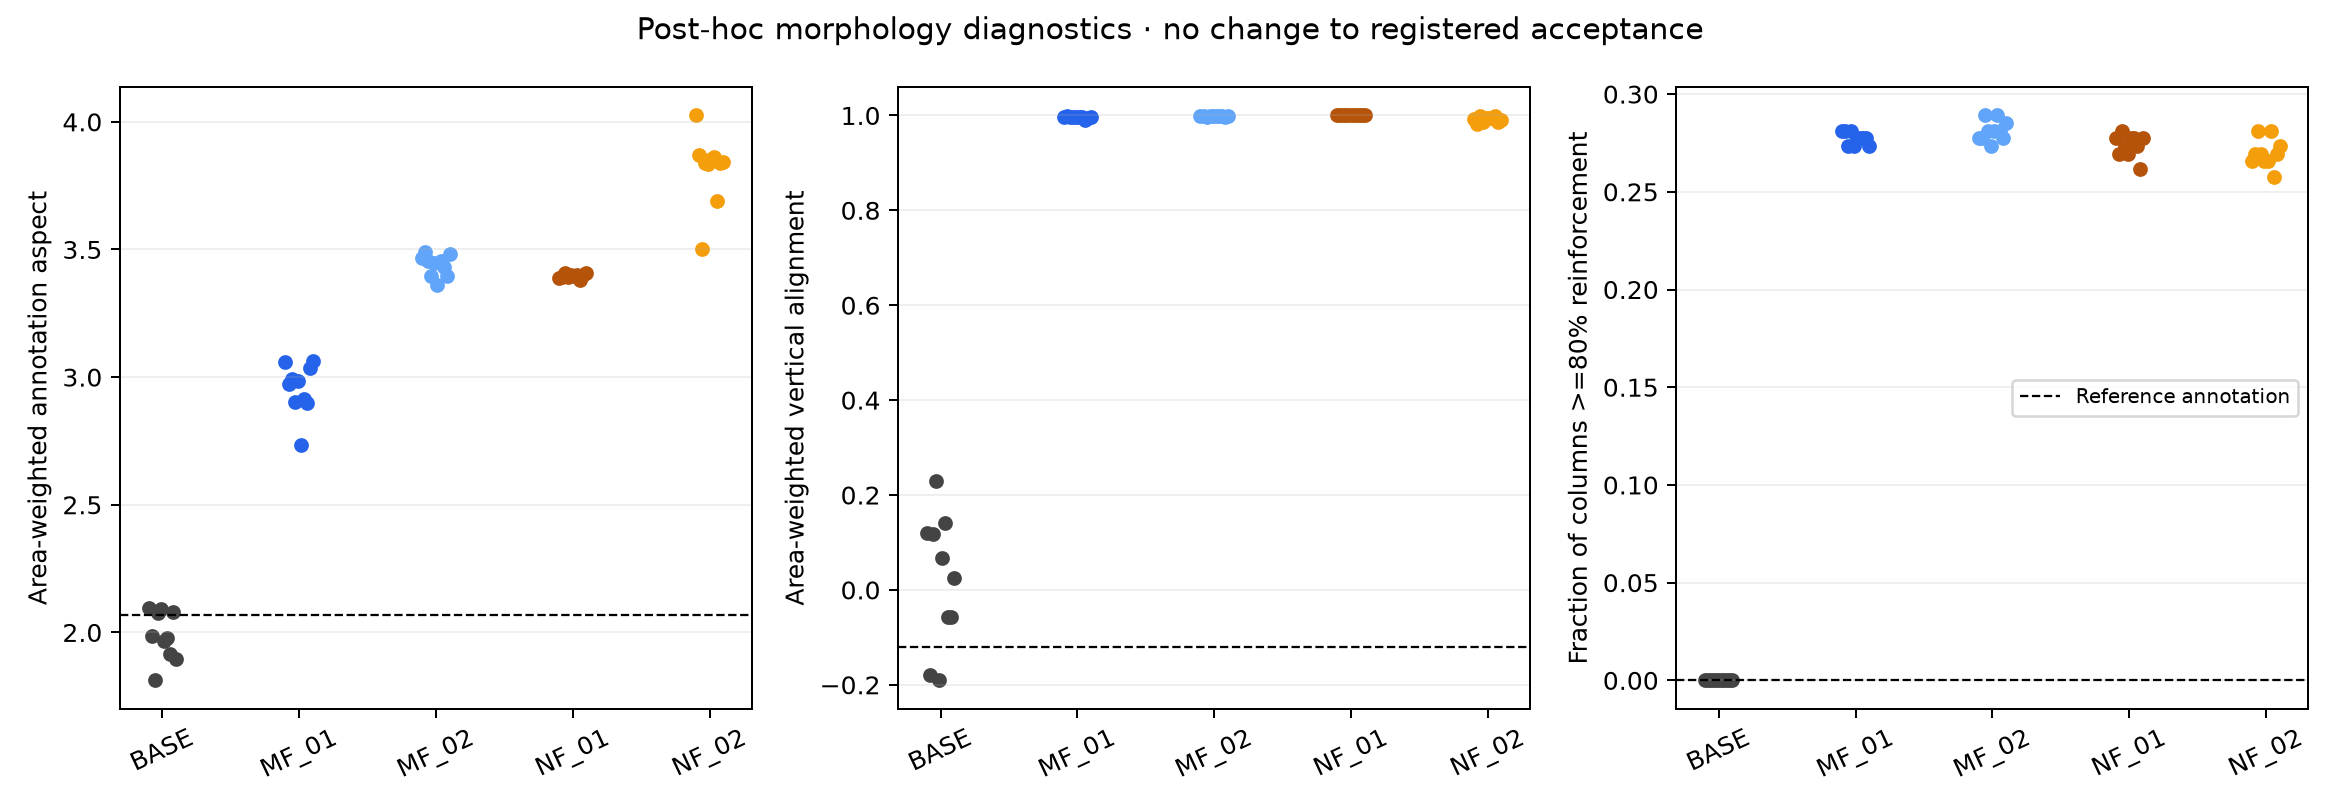 Post-hoc morphology diagnostics · no change to registered acceptance
Area-weighted annotation aspect
4.0
3.5
3.0
2.5
2.0
BASE
MF_01
MF_02
NF_01
NF_02
Area-weighted vertical alignment
1.0
0.8
0.6
0.4
0.2
0.0
−0.2
BASE
MF_01
MF_02
NF_01
NF_02
Fraction of columns >=80% reinforcement
0.30
0.25
0.20
0.15
0.10
0.05
0.00
Reference annotation
BASE
MF_01
MF_02
NF_01
NF_02